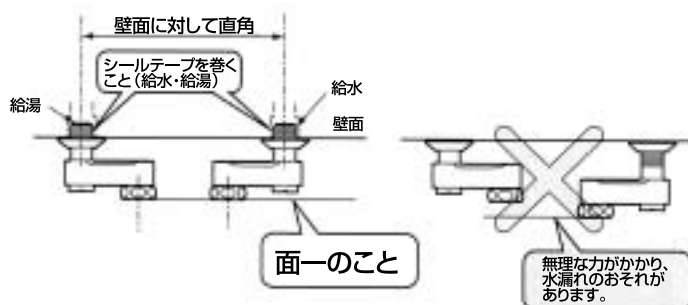 壁面に対して直角
シールテープを巻く
こと（給水・給湯）
給湯
給水
壁面
面一のこと
無理な力がかかり、
水漏れのおそれが
あります。